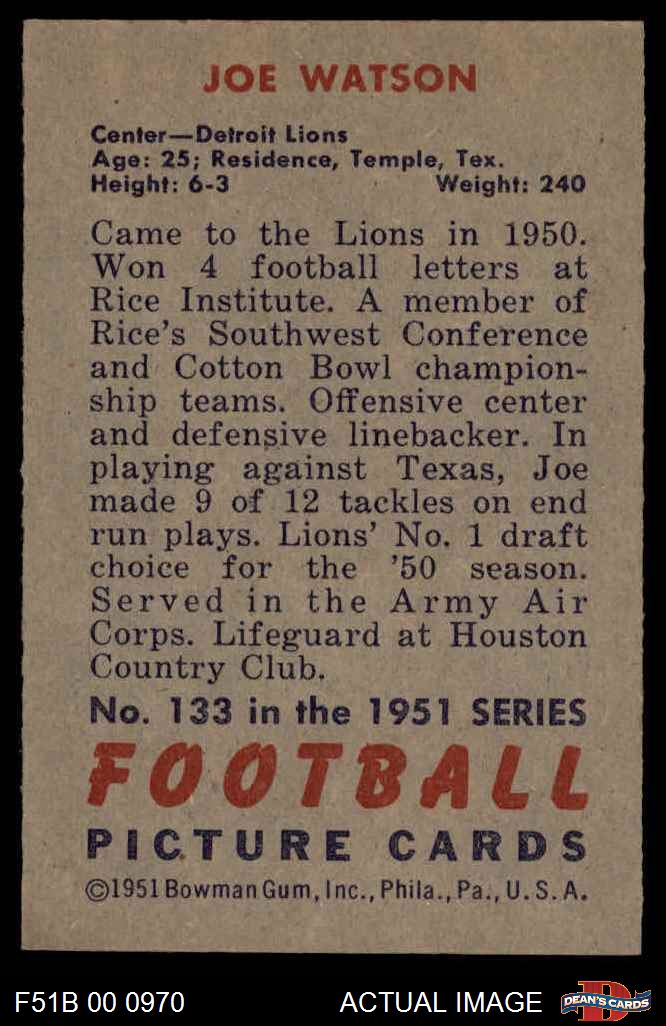 JOE WATSON
Center—Detroit Lions
Age: 25; Residence, Temple, Tex.
Height: 6-3 Weight: 240
Came to the Lions in 1950.
Won 4 football letters at
Rice Institute. A member of
Rice's Southwest Conference
and Cotton Bowl champion-
ship teams. Offensive center
and defensive linebacker. In
playing against Texas, Joe
made 9 of 12 tackles on end
run plays. Lions' No. 1 draft
choice for the '50 season.
Served in the Army Air
Corps. Lifeguard at Houston
Country Club.
No. 133 in the 1951 SERIES
FOOTBALL
PICTURE CARDS
©1951 Bowman Gum, Inc., Phila., Pa., U. S. A.
F51B 00 0970 ACTUAL IMAGE DEAN'S CARDS